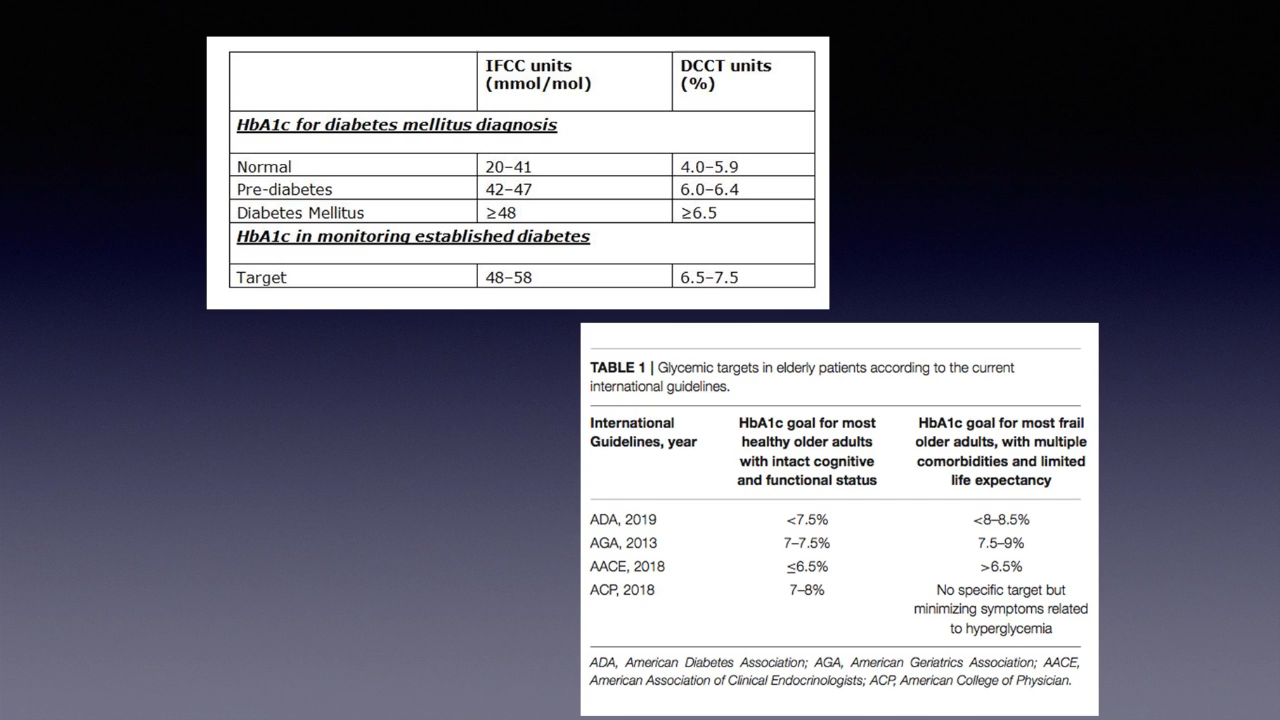 IFCC units DCCT units
(mmol/mol) (%)
HbA1c for diabetes mellitus diagnosis
Normal 20–41 4.0–5.9
Pre-diabetes 42–47 6.0–6.4
Diabetes Mellitus ≥48 ≥6.5
HbA1c in monitoring established diabetes
Target 48–58 6.5–7.5
TABLE 1 | Glycemic targets in elderly patients according to the current
international guidelines.
International HbA1c goal for most HbA1c goal for most frail
Guidelines, year healthy older adults older adults, with multiple
with intact cognitive comorbidities and limited
and functional status life expectancy
ADA, 2019 <7.5% <8–8.5%
AGA, 2013 7–7.5% 7.5–9%
AACE, 2018 ≤6.5% >6.5%
ACP, 2018 7–8% No specific target but
minimizing symptoms related
to hyperglycemia
ADA, American Diabetes Association; AGA, American Geriatrics Association; AACE,
American Association of Clinical Endocrinologists; ACP, American College of Physician.